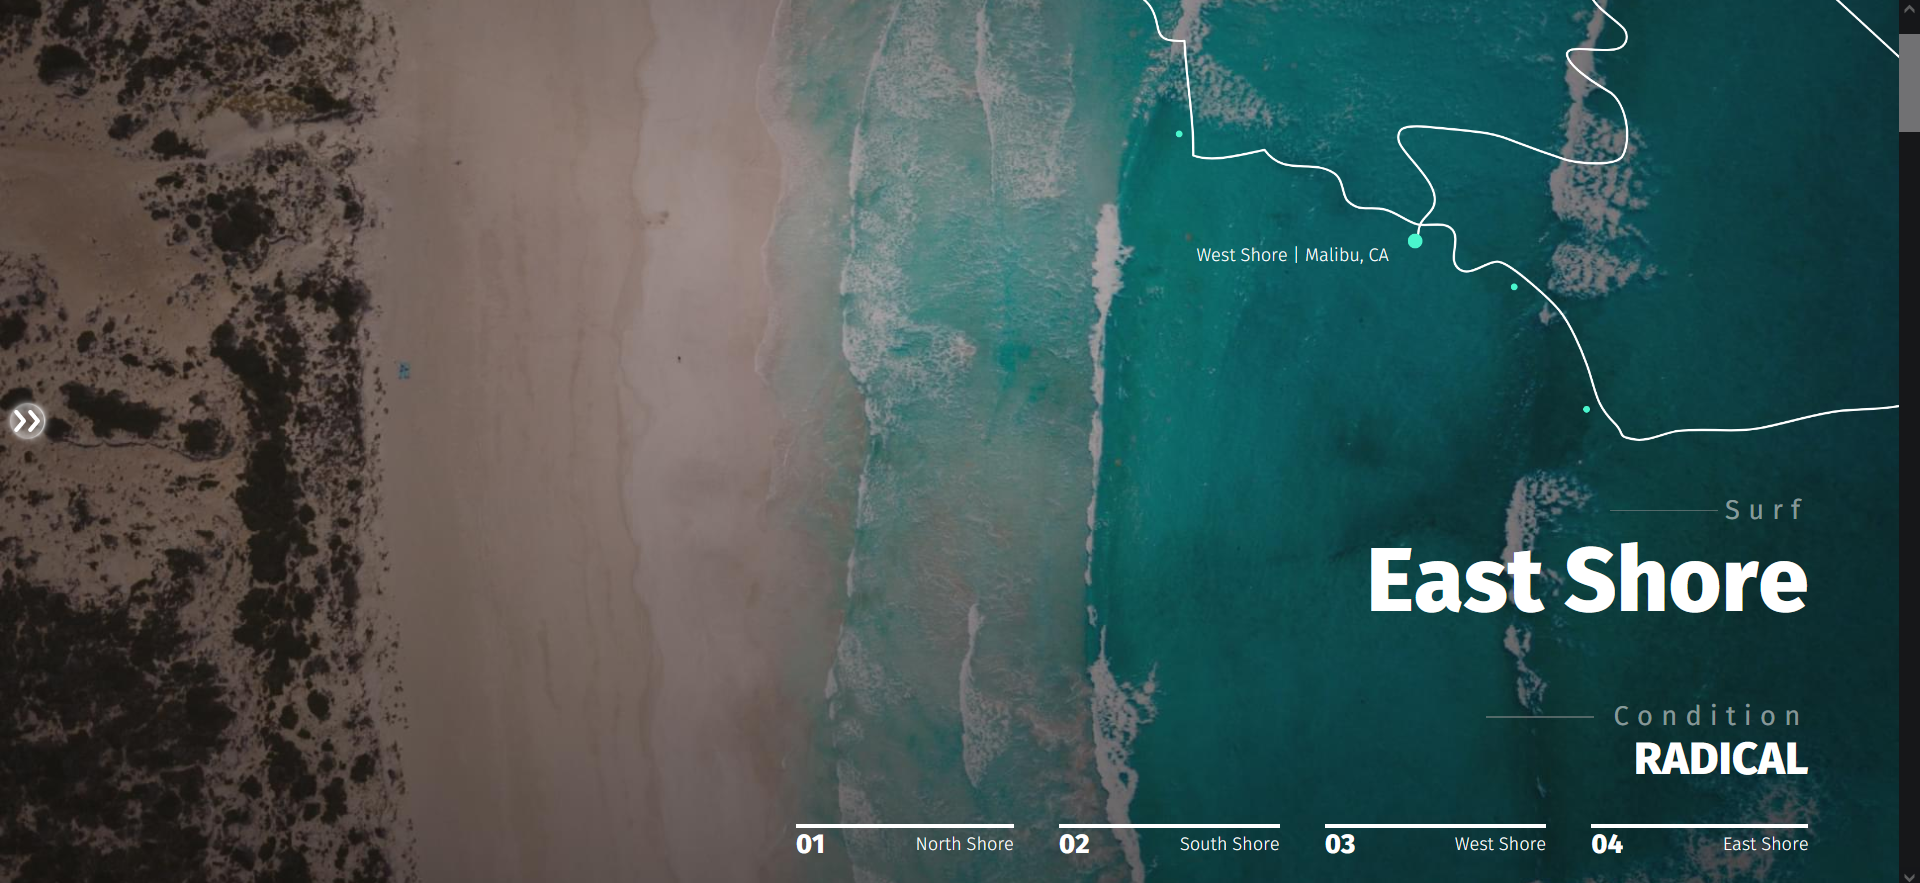 West Shore | Malibu, CA
Surf
East Shore
Condition
RADICAL
01 North Shore
02 South Shore
03 West Shore
04 East Shore